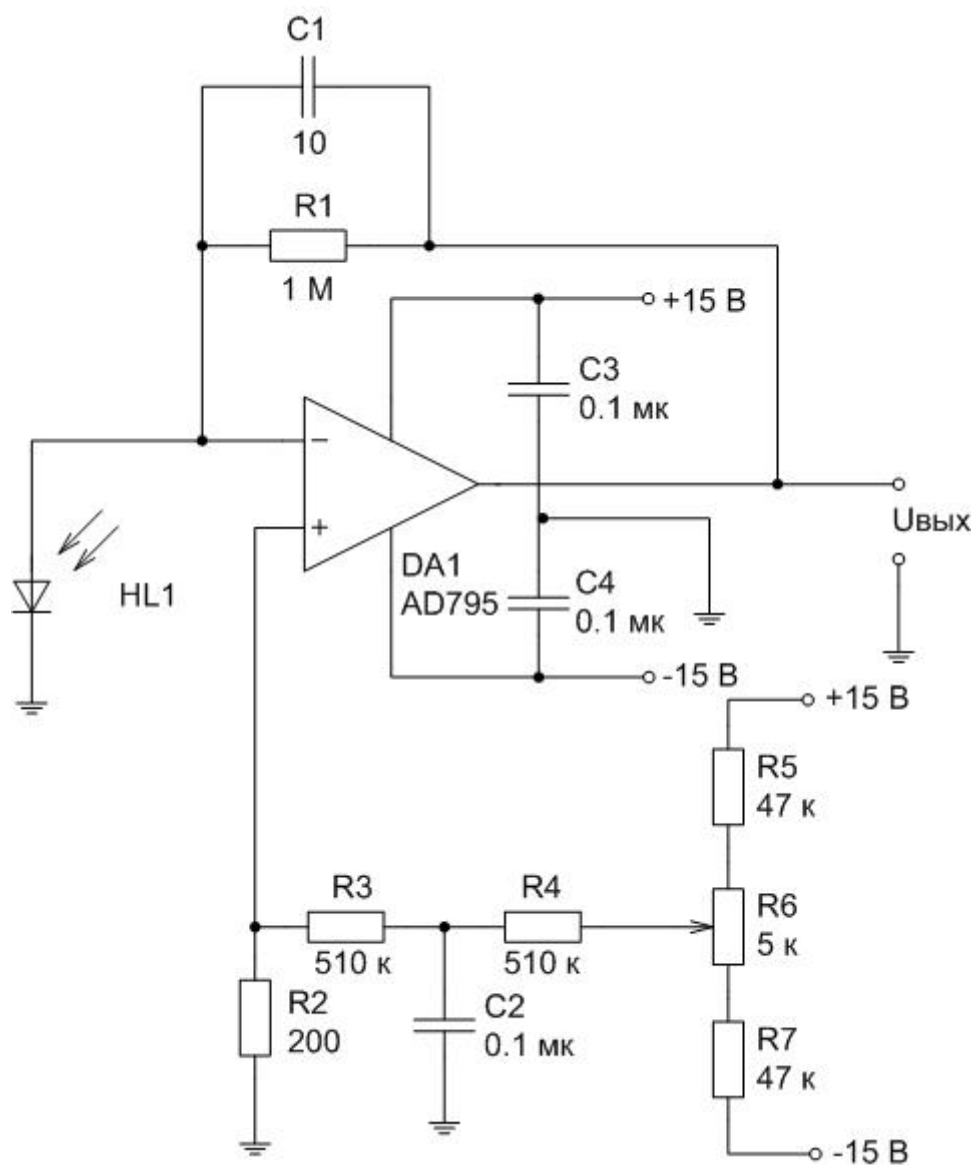 C1
10
R1
1 М
+15 В
C3
0.1 мк
−
+
Uвых
HL1
DA1
AD795
C4
0.1 мк
-15 В
+15 В
R5
47 к
R3
510 к
R4
510 к
R6
5 к
R2
200
C2
0.1 мк
R7
47 к
-15 В